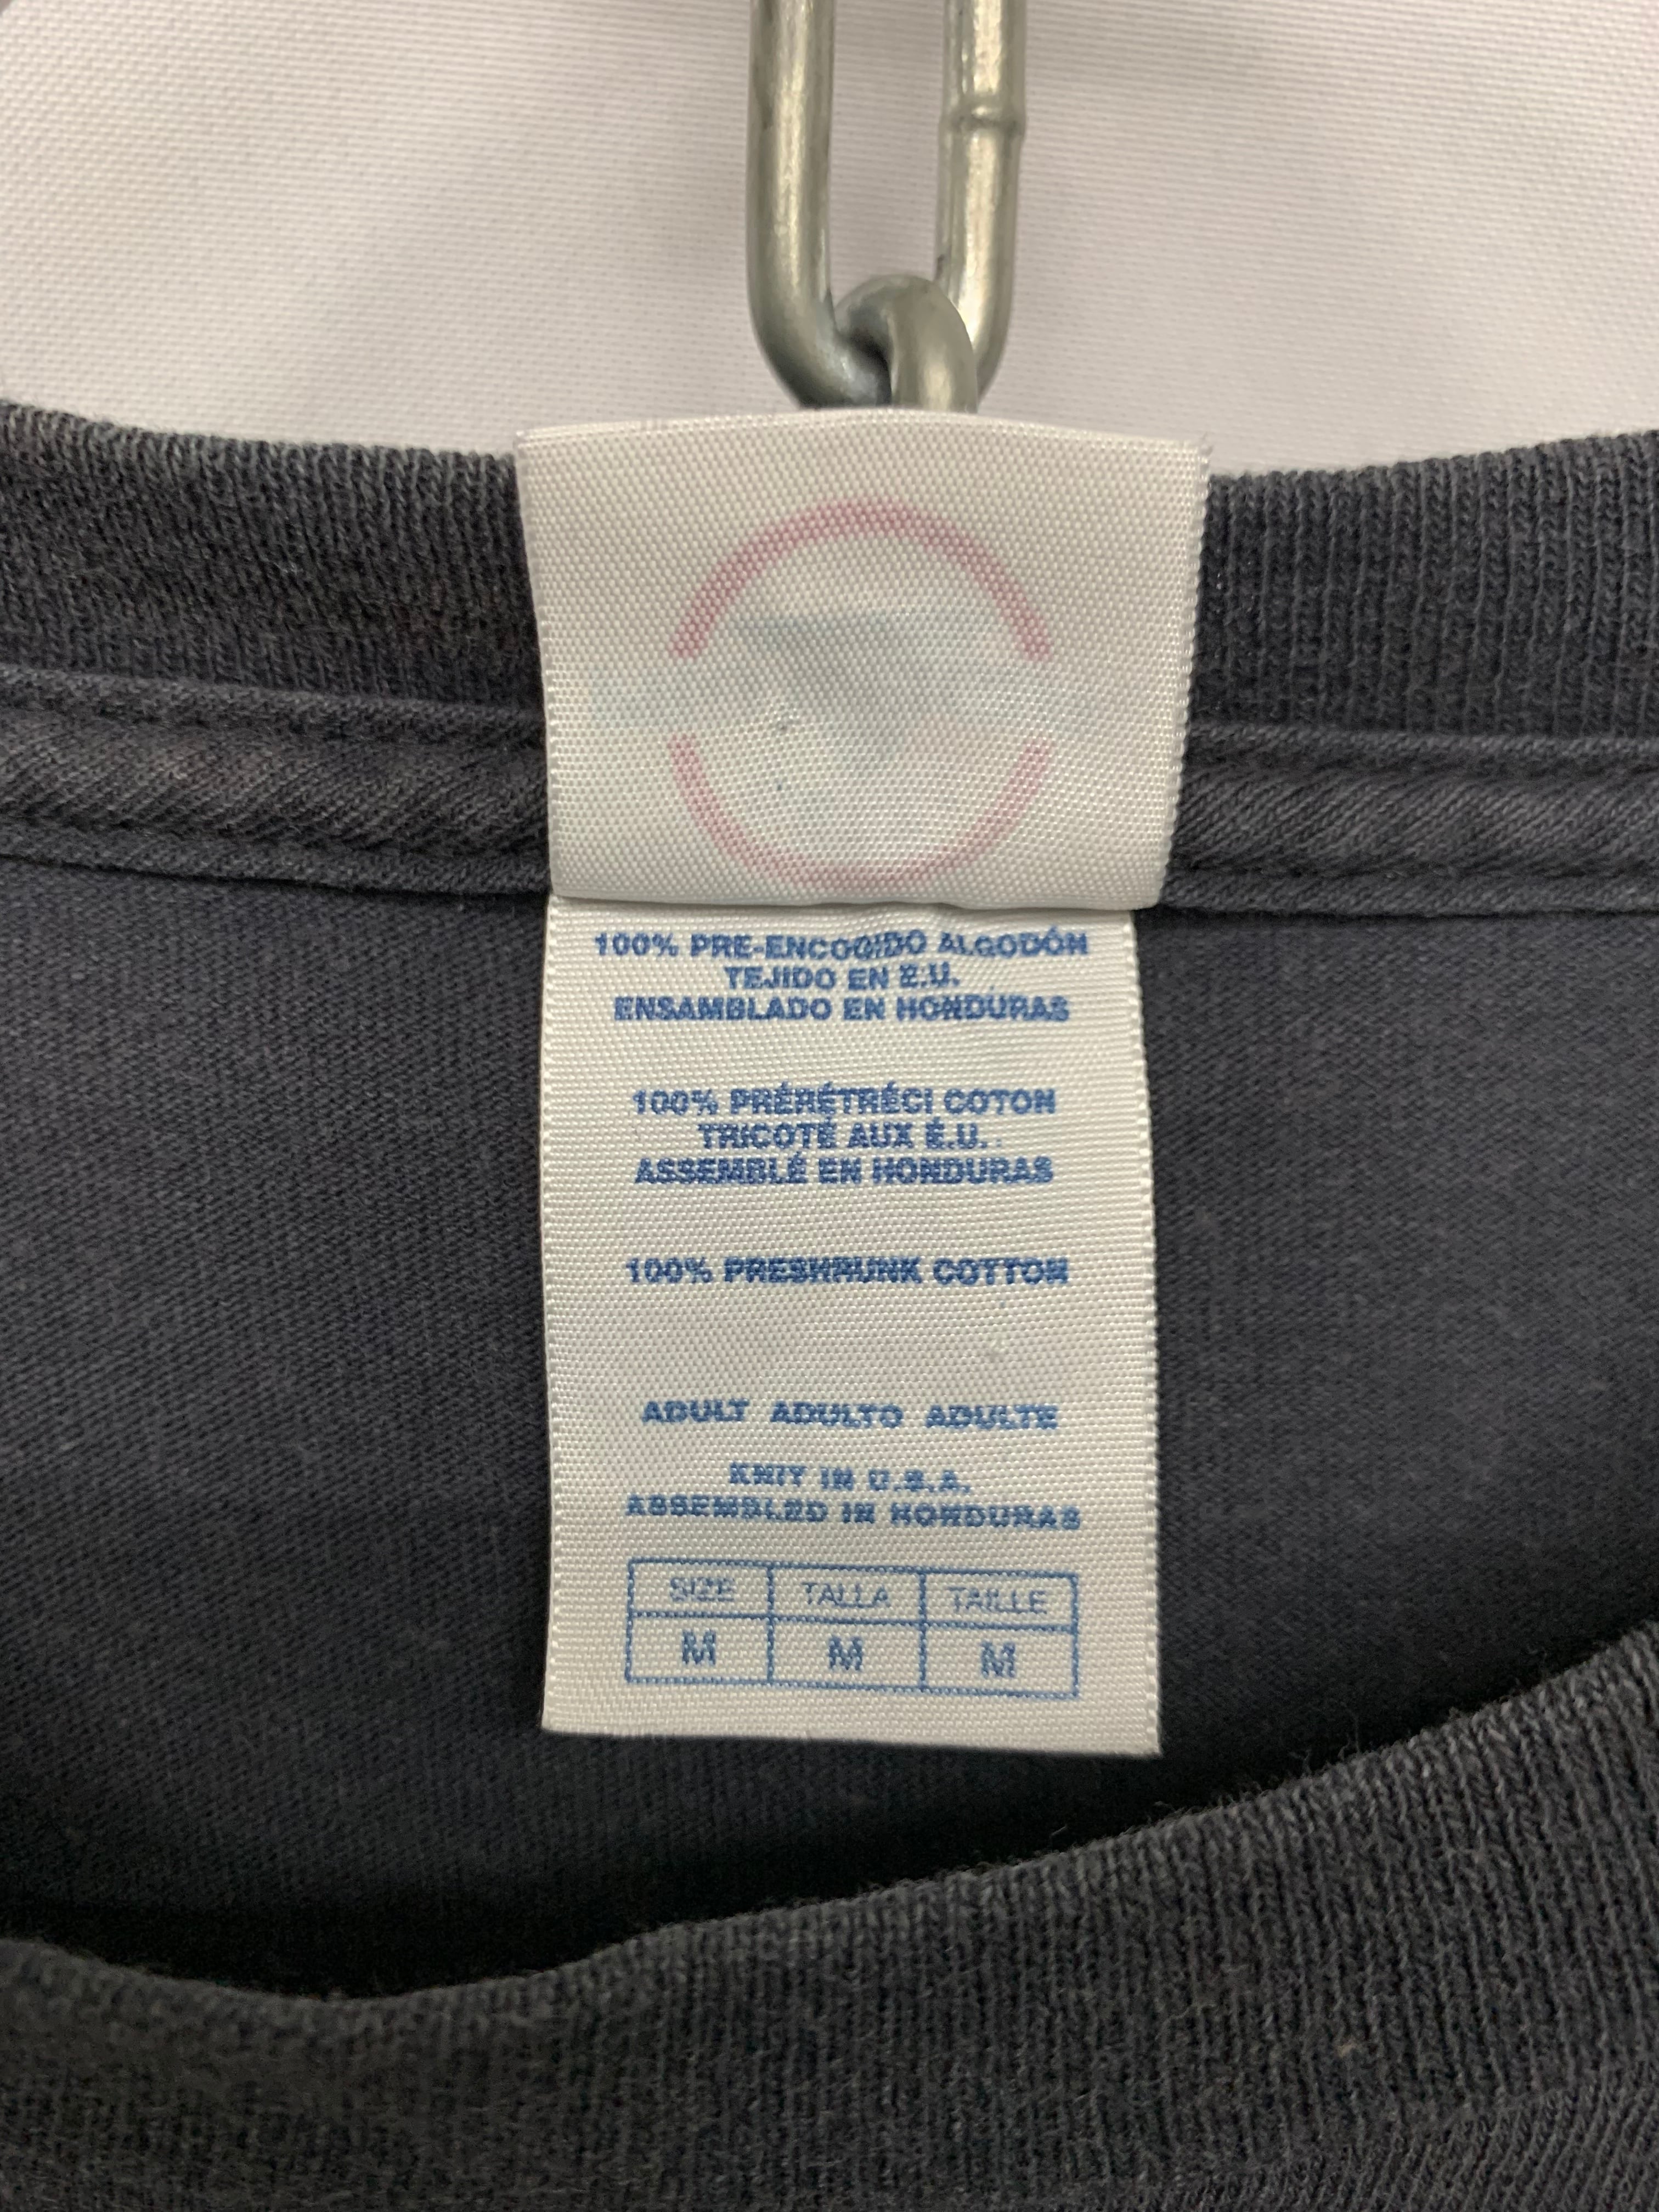 100% PRE-ENCOGIDO ALGODÓN
TEJIDO EN E.U.
ENSAMBLADO EN HONDURAS
100% PRÉRÉTRÉCI COTON
TRICOTÉ AUX É.U.
ASSEMBLÉ EN HONDURAS
100% PRESHRUNK COTTON
ADULT ADULTO ADULTE
KNIT IN U.S.A.
ASSEMBLED IN HONDURAS
SIZE TALLA TAILLE
M M M